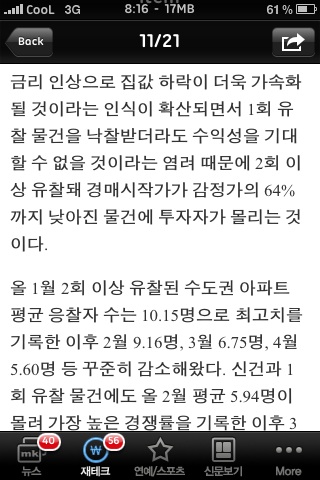 CooL 3G 8:16 - 17MB 61%
Back 11/21
금리 인상으로 집값 하락이 더욱 가속화
될 것이라는 인식이 확산되면서 1회 유
찰 물건을 낙찰받더라도 수익성을 기대
할 수 없을 것이라는 염려 때문에 2회 이
상 유찰돼 경매시작가가 감정가의 64%
까지 낮아진 물건에 투자자가 몰리는 것
이다.
올 1월 2회 이상 유찰된 수도권 아파트
평균 응찰자 수는 10.15명으로 최고치를
기록한 이후 2월 9.16명, 3월 6.75명, 4월
5.60명 등 꾸준히 감소해왔다. 신건과 1
회 유찰 물건에도 올 2월 평균 5.94명이
몰려 가장 높은 경쟁률을 기록한 이후 3
mk 40 56
뉴스 재테크 연예/스포츠 신문보기 More